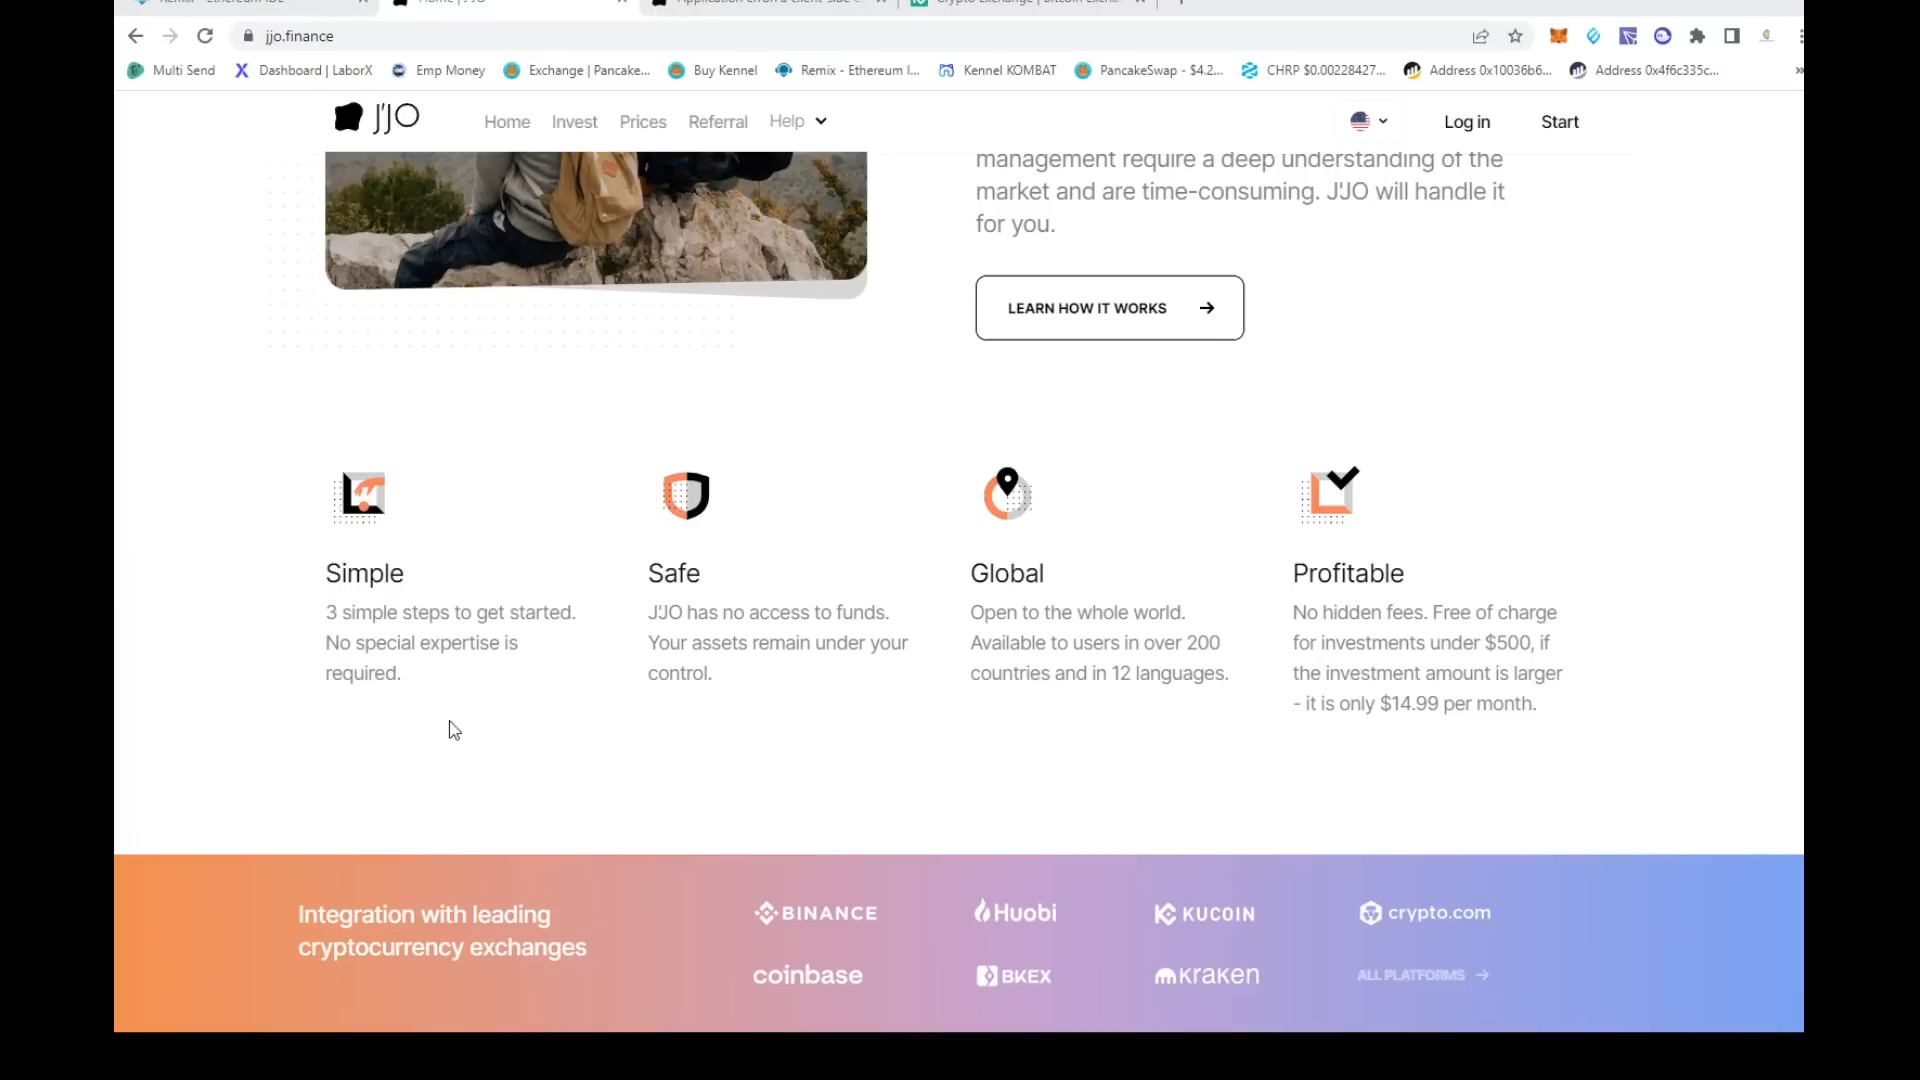 jjo.finance
Multi Send
Dashboard | LaborX
Emp Money
Exchange | Pancake...
Buy Kennel
Remix - Ethereum I...
Kennel KOMBAT
PancakeSwap - $4.2...
CHRP $0.00228427...
Address 0x10036b6...
Address 0x4f6c335c...
»
J'JO
Home
Invest
Prices
Referral
Help
Log in
Start
management require a deep understanding of the
market and are time-consuming. J'JO will handle it
for you.
LEARN HOW IT WORKS
Simple
3 simple steps to get started.
No special expertise is
required.
Safe
J'JO has no access to funds.
Your assets remain under your
control.
Global
Open to the whole world.
Available to users in over 200
countries and in 12 languages.
Profitable
No hidden fees. Free of charge
for investments under $500, if
the investment amount is larger
- it is only $14.99 per month.
Integration with leading
cryptocurrency exchanges
BINANCE
Huobi
KUCOIN
crypto.com
coinbase
BKEX
kraken
ALL PLATFORMS